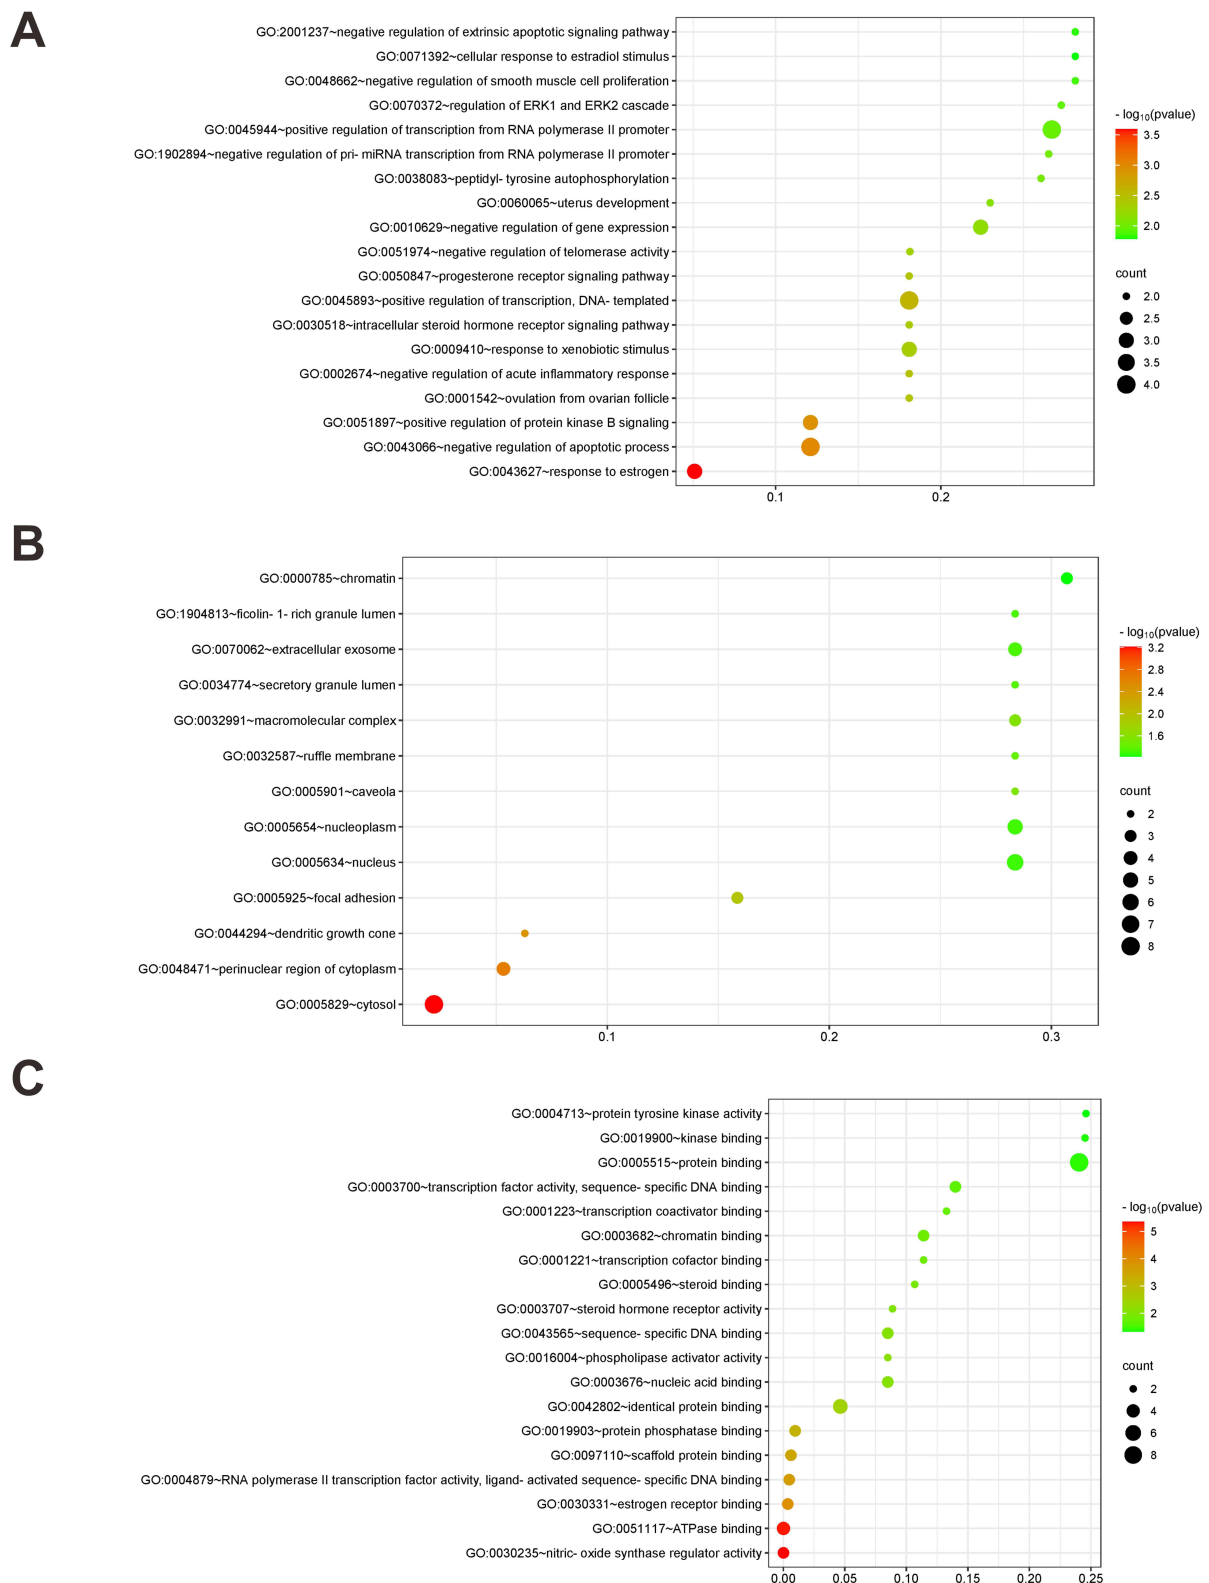 A
GO:2001237~negative regulation of extrinsic apoptotic signaling pathway
GO:0071392~cellular response to estradiol stimulus
GO:0048662~negative regulation of smooth muscle cell proliferation
GO:0070372~regulation of ERK1 and ERK2 cascade
GO:0045944~positive regulation of transcription from RNA polymerase II promoter
GO:1902894~negative regulation of pri- miRNA transcription from RNA polymerase II promoter
GO:0038083~peptidyl- tyrosine autophosphorylation
GO:0060065~uterus development
GO:0010629~negative regulation of gene expression
GO:0051974~negative regulation of telomerase activity
GO:0050847~progesterone receptor signaling pathway
GO:0045893~positive regulation of transcription, DNA- templated
GO:0030518~intracellular steroid hormone receptor signaling pathway
GO:0009410~response to xenobiotic stimulus
GO:0002674~negative regulation of acute inflammatory response
GO:0001542~ovulation from ovarian follicle
GO:0051897~positive regulation of protein kinase B signaling
GO:0043066~negative regulation of apoptotic process
GO:0043627~response to estrogen
0.1 0.2
- log10(pvalue)
3.5
3.0
2.5
2.0
count
2.0
2.5
3.0
3.5
4.0
B
GO:0000785~chromatin
GO:1904813~ficolin- 1- rich granule lumen
GO:0070062~extracellular exosome
GO:0034774~secretory granule lumen
GO:0032991~macromolecular complex
GO:0032587~ruffle membrane
GO:0005901~caveola
GO:0005654~nucleoplasm
GO:0005634~nucleus
GO:0005925~focal adhesion
GO:0044294~dendritic growth cone
GO:0048471~perinuclear region of cytoplasm
GO:0005829~cytosol
0.1 0.2 0.3
- log10(pvalue)
3.2
2.8
2.4
2.0
1.6
count
2
3
4
5
6
7
8
C
GO:0004713~protein tyrosine kinase activity
GO:0019900~kinase binding
GO:0005515~protein binding
GO:0003700~transcription factor activity, sequence- specific DNA binding
GO:0001223~transcription coactivator binding
GO:0003682~chromatin binding
GO:0001221~transcription cofactor binding
GO:0005496~steroid binding
GO:0003707~steroid hormone receptor activity
GO:0043565~sequence- specific DNA binding
GO:0016004~phospholipase activator activity
GO:0003676~nucleic acid binding
GO:0042802~identical protein binding
GO:0019903~protein phosphatase binding
GO:0097110~scaffold protein binding
GO:0004879~RNA polymerase II transcription factor activity, ligand- activated sequence- specific DNA binding
GO:0030331~estrogen receptor binding
GO:0051117~ATPase binding
GO:0030235~nitric- oxide synthase regulator activity
0.00 0.05 0.10 0.15 0.20 0.25
- log10(pvalue)
5
4
3
2
count
2
4
6
8